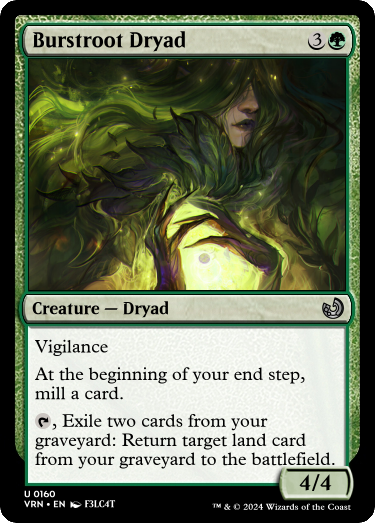 Burstroot Dryad 3
Creature — Dryad
Vigilance
At the beginning of your end step,
mill a card.
, Exile two cards from your
graveyard: Return target land card
from your graveyard to the battlefield.
4/4
U 0160
VRN • EN F3LC4T
™ & © 2024 Wizards of the Coast